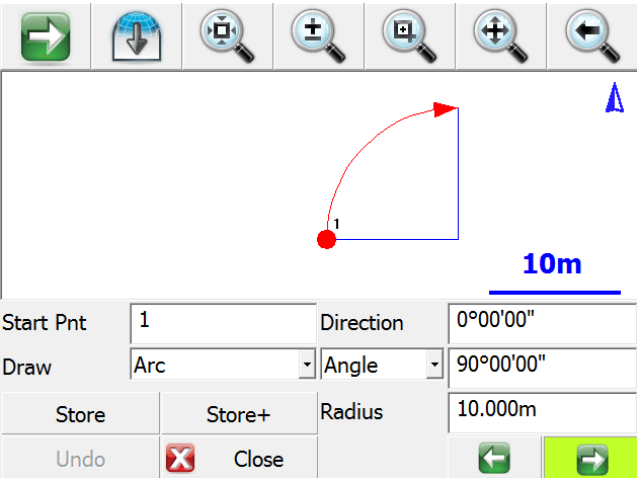 1
10m
Start Pnt 1 Direction 0°00'00"
Draw Arc Angle 90°00'00"
Store Store+ Radius 10.000m
Undo Close